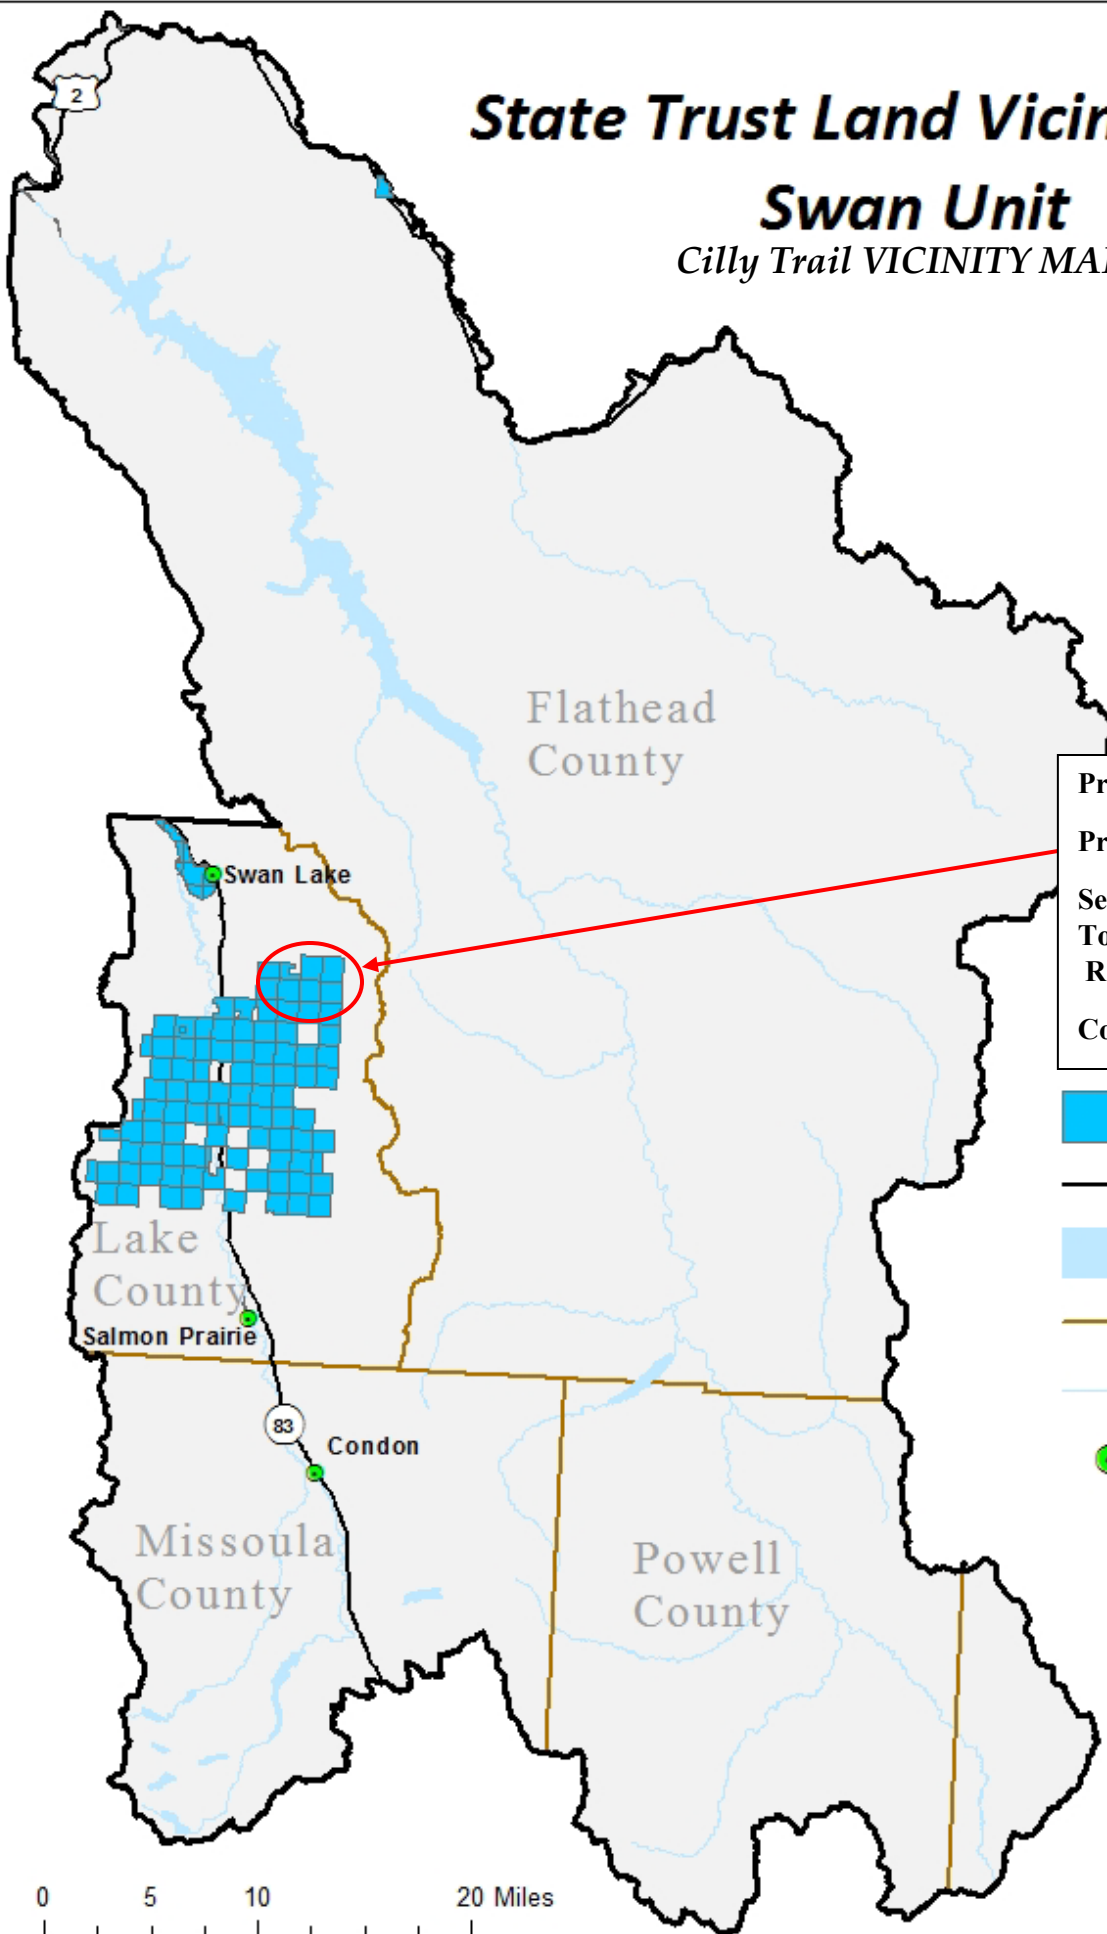 State Trust Land Vicin
Swan Unit
Cilly Trail VICINITY MA
2
Flathead
County
Pr
Pr
Se
To
R
Co
Swan Lake
Lake
County
Salmon Prairie
83
Condon
Missoula
County
Powell
County
0 5 10 20 Miles